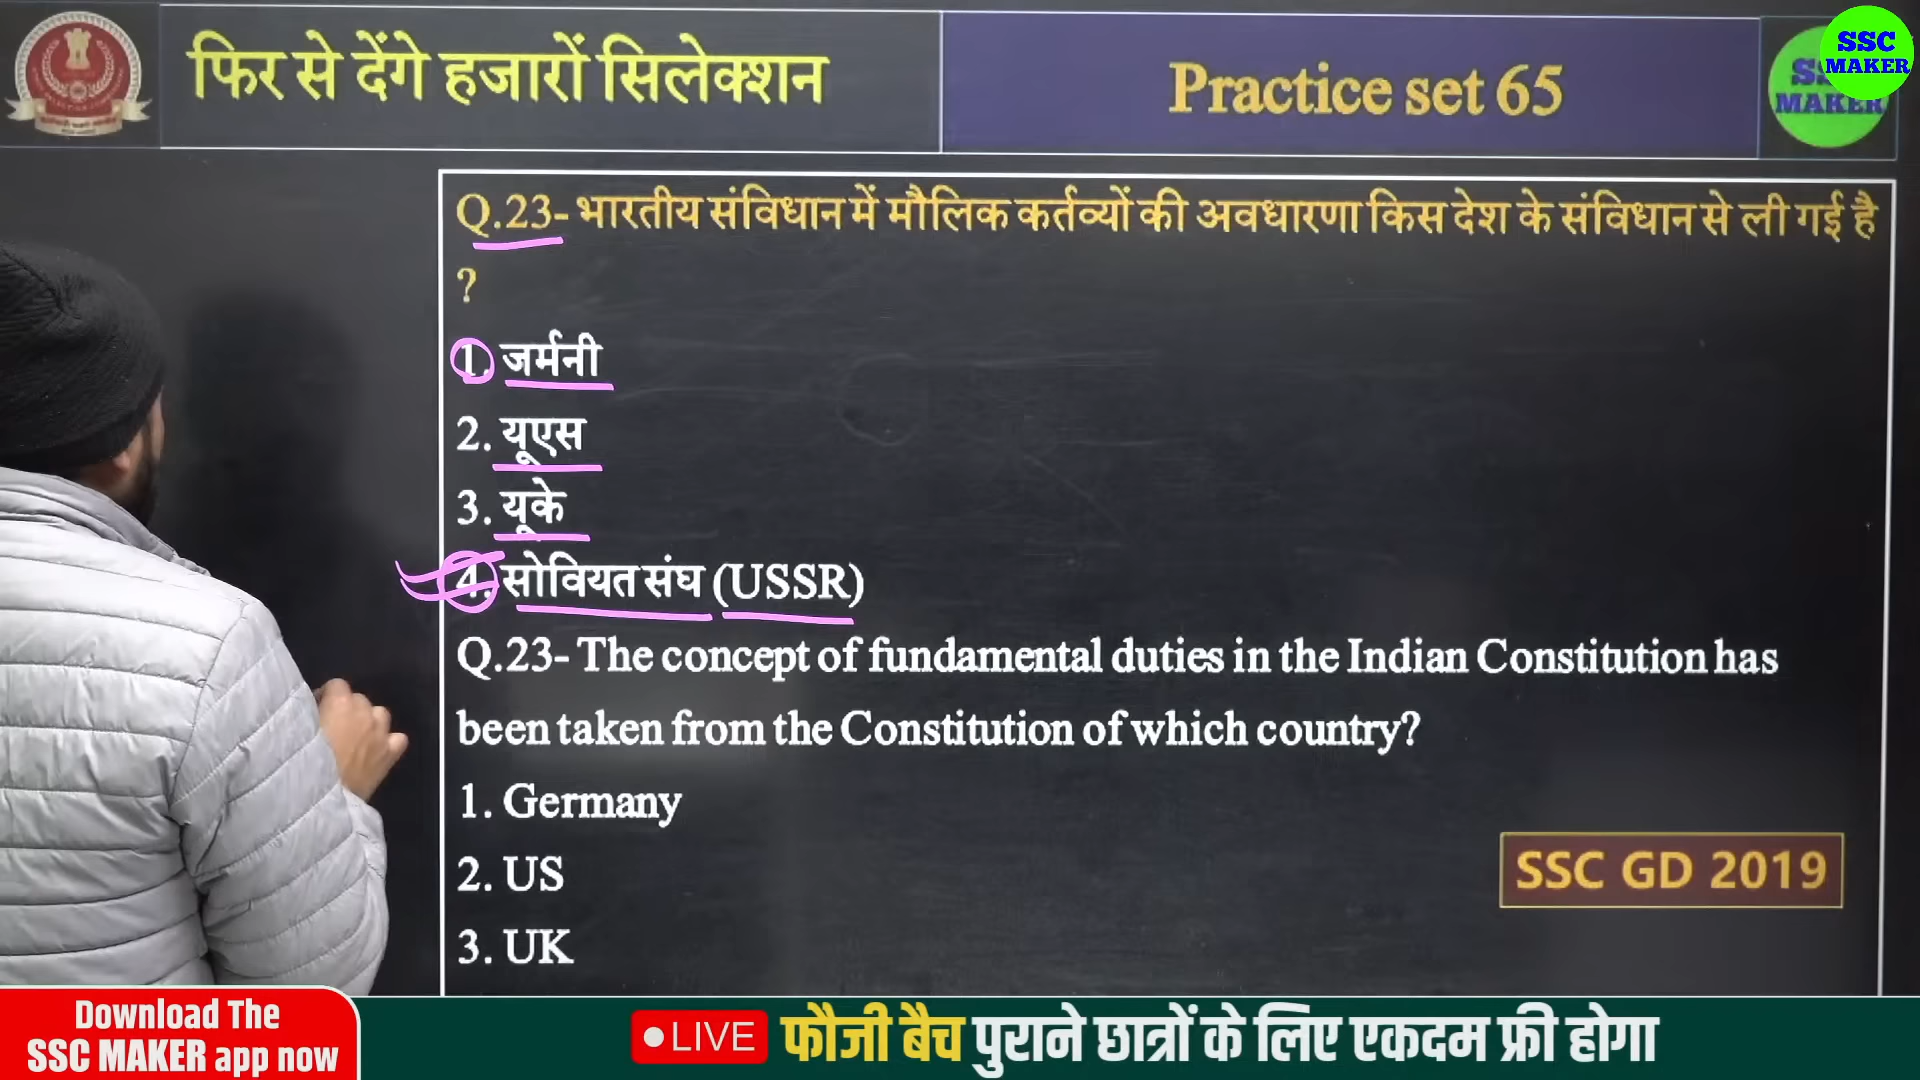 फिर से देंगे हजारों सिलेक्शन
Practice set 65
SSC
MAKER
MAKER
Q.23- भारतीय संविधान में मौलिक कर्तव्यों की अवधारणा किस देश के संविधान से ली गई है
?
1. जर्मनी
2. यूएस
3. यूके
4. सोवियत संघ (USSR)
Q.23- The concept of fundamental duties in the Indian Constitution has
been taken from the Constitution of which country?
1. Germany
2. US
3. UK
SSC GD 2019
Download The
SSC MAKER app now
LIVE
फौजी बैच पुराने छात्रों के लिए एकदम फ्री होगा